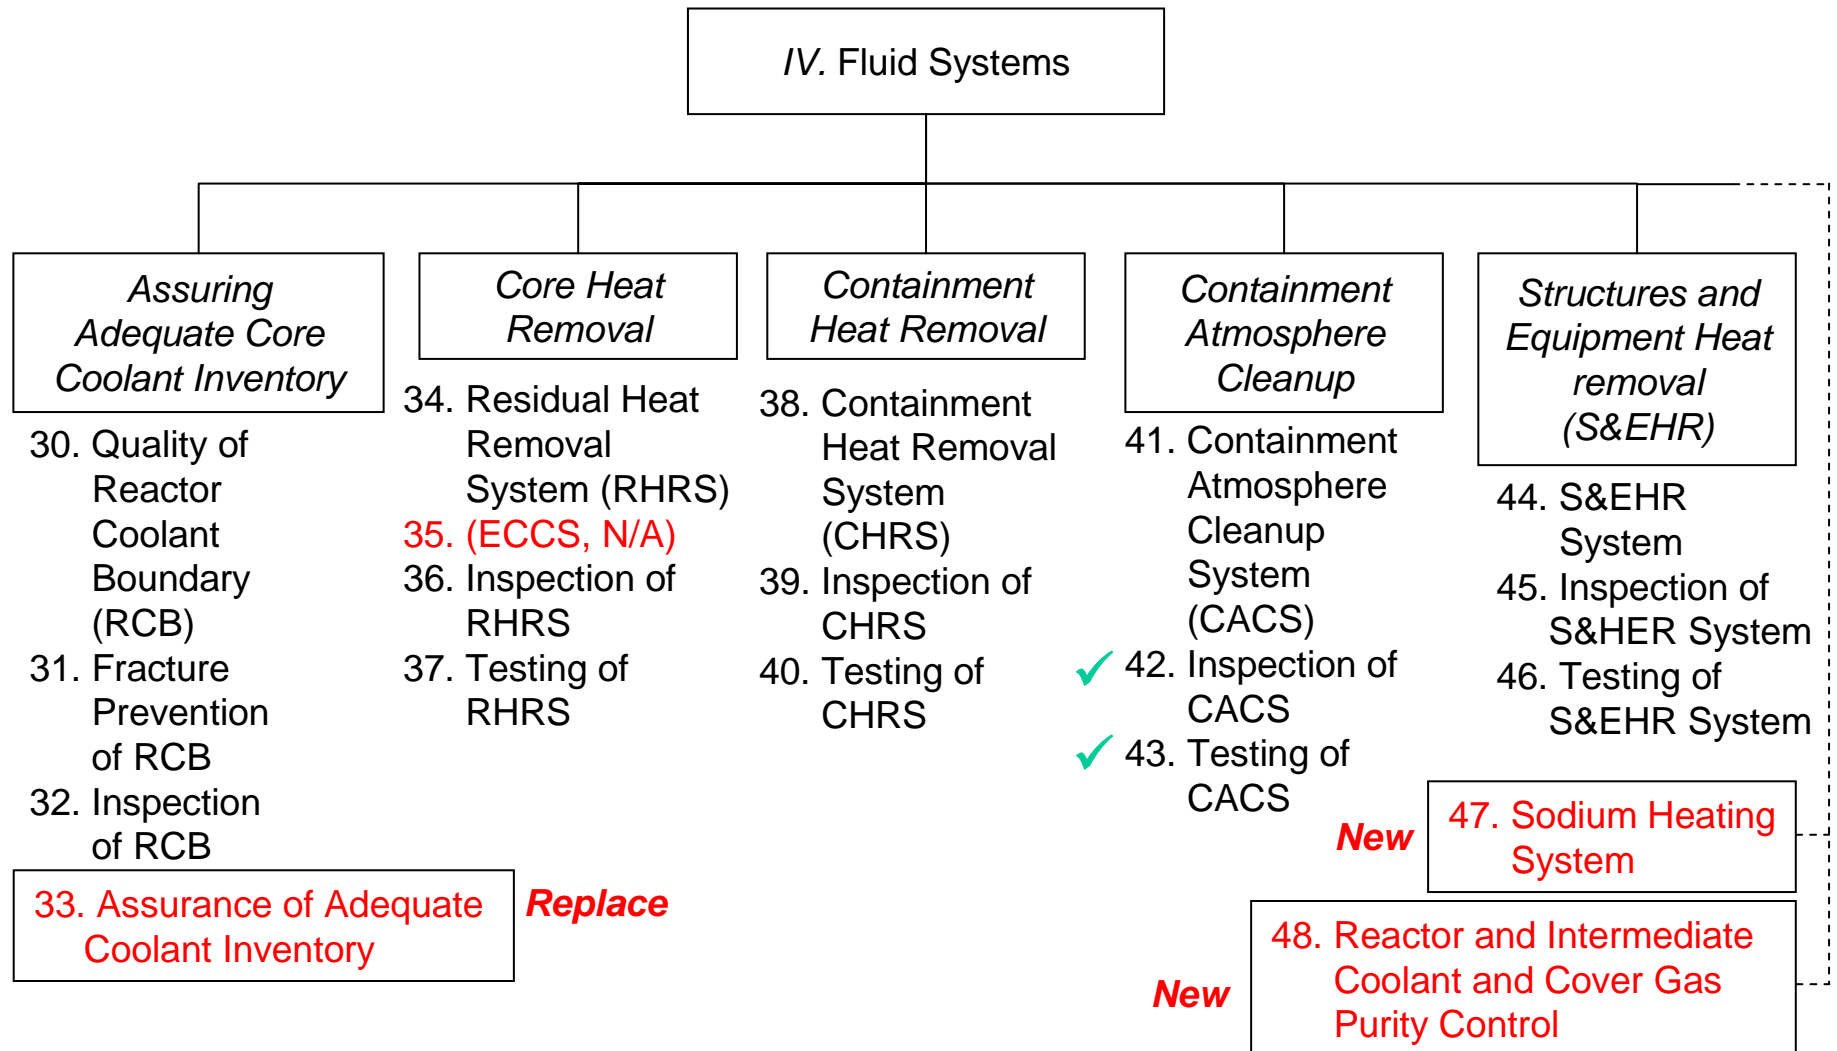 IV. Fluid Systems
Assuring
Adequate Core
Coolant Inventory
30. Quality of
Reactor
Coolant
Boundary
(RCB)
31. Fracture
Prevention
of RCB
32. Inspection
of RCB
33. Assurance of Adequate
Coolant Inventory
Replace
Core Heat
Removal
34. Residual Heat
Removal
System (RHRS)
35. (ECCS, N/A)
36. Inspection of
RHRS
37. Testing of
RHRS
Containment
Heat Removal
38. Containment
Heat Removal
System
(CHRS)
39. Inspection of
CHRS
40. Testing of
CHRS
Containment
Atmosphere
Cleanup
41. Containment
Atmosphere
Cleanup
System
(CACS)
42. Inspection of
CACS
43. Testing of
CACS
Structures and
Equipment Heat
removal
(S&EHR)
44. S&EHR
System
45. Inspection of
S&HER System
46. Testing of
S&EHR System
New
47. Sodium Heating
System
New
48. Reactor and Intermediate
Coolant and Cover Gas
Purity Control